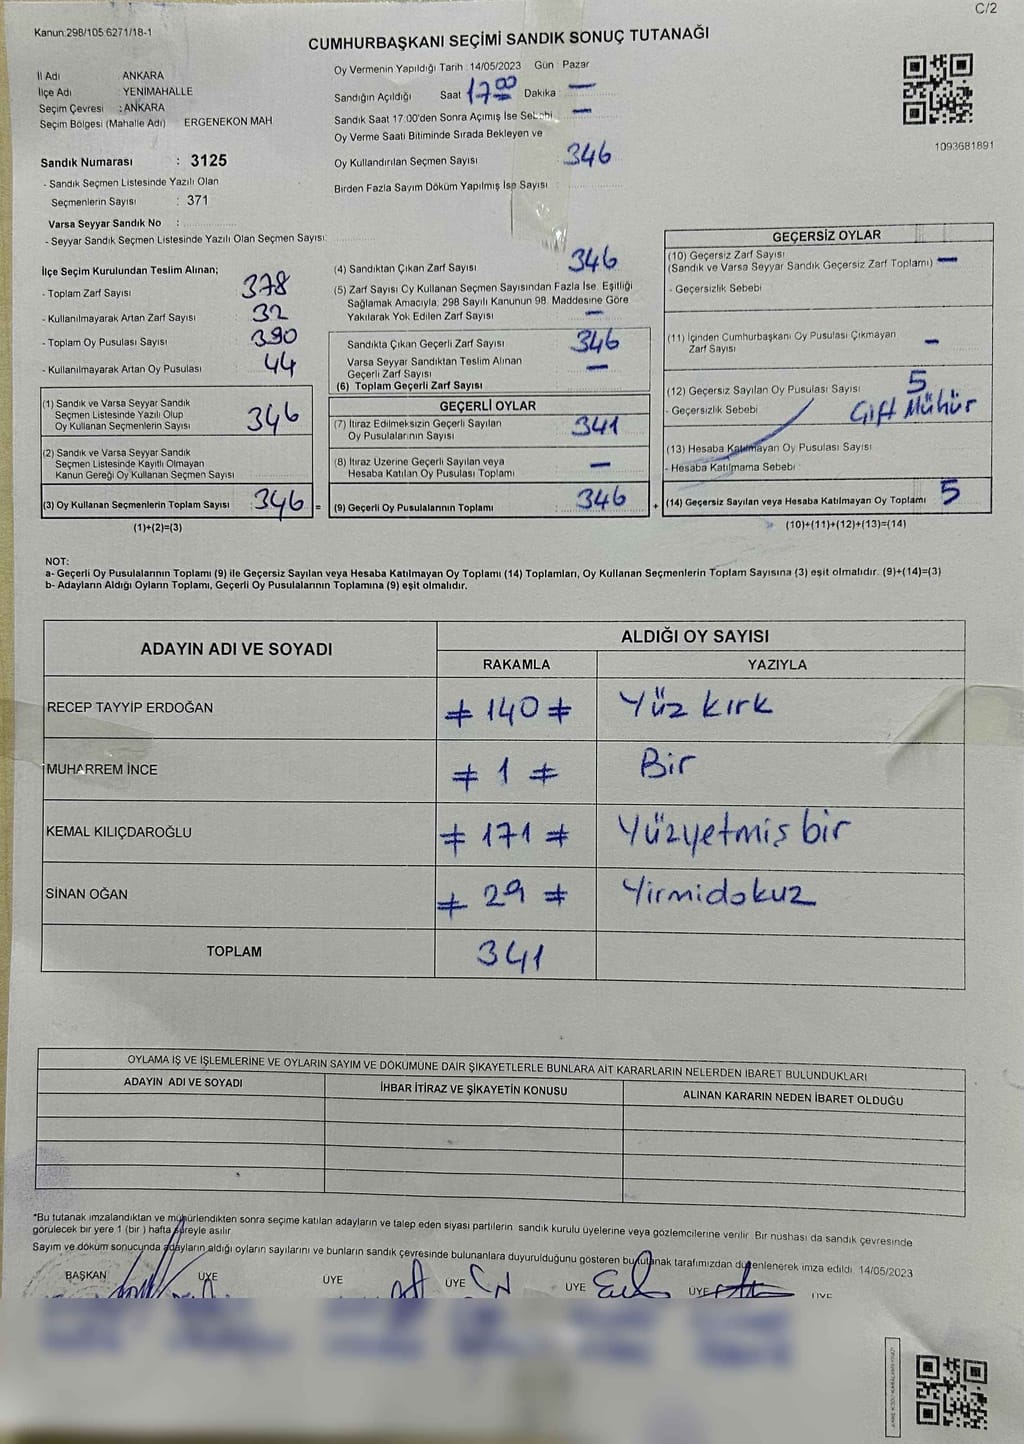 C/2
Kanun.298/105.6271/18-1
CUMHURBAŞKANI SEÇİMİ SANDIK SONUÇ TUTANAĞI
İl Adı ANKARA
İlçe Adı YENİMAHALLE
Seçim Çevresi : ANKARA
Seçim Bölgesi (Mahalle Adı) ERGENEKON MAH
Sandık Numarası : 3125
- Sandık Seçmen Listesinde Yazılı Olan
Seçmenlerin Sayısı : 371
Varsa Seyyar Sandık No :
- Seyyar Sandık Seçmen Listesinde Yazılı Olan Seçmen Sayısı:
Oy Vermenin Yapıldığı Tarih : 14/05/2023 Gün : Pazar
Sandığın Açıldığı Saat 17 00 Dakika —
Sandık Saat 17.00'den Sonra Açımış İse Sebebi —
Oy Verme Saati Bitiminde Sırada Bekleyen ve
Oy Kullandırılan Seçmen Sayısı 346
Birden Fazla Sayım Döküm Yapılmış İse Sayısı
1093681891
İlçe Seçim Kurulundan Teslim Alınan;
- Toplam Zarf Sayısı 378
- Kullanılmayarak Artan Zarf Sayısı 32
- Toplam Oy Pusulası Sayısı 390
- Kullanılmayarak Artan Oy Pusulası 44
(1) Sandık ve Varsa Seyyar Sandık
Seçmen Listesinde Yazılı Olup
Oy Kullanan Seçmenlerin Sayısı 346
(2) Sandık ve Varsa Seyyar Sandık
Seçmen Listesinde Kayıtlı Olmayan
Kanun Gereği Oy Kullanan Seçmen Sayısı
(3) Oy Kullanan Seçmenlerin Toplam Sayısı 346 =
(1)+(2)=(3)
(4) Sandıktan Çıkan Zarf Sayısı 346
(5) Zarf Sayısı Oy Kullanan Seçmen Sayısından Fazla İse, Eşitliği
Sağlamak Amacıyla, 298 Sayılı Kanunun 98. Maddesine Göre
Yakılarak Yok Edilen Zarf Sayısı —
Sandıkta Çıkan Geçerli Zarf Sayısı 346
Varsa Seyyar Sandıktan Teslim Alınan
Geçerli Zarf Sayısı —
(6) Toplam Geçerli Zarf Sayısı
GEÇERLİ OYLAR
(7) İtiraz Edilmeksizin Geçerli Sayılan
Oy Pusulalarının Sayısı 341
(8) İtiraz Üzerine Geçerli Sayılan veya
Hesaba Katılan Oy Pusulası Toplamı —
(9) Geçerli Oy Pusulalarının Toplamı 346 +
GEÇERSİZ OYLAR
(10) Geçersiz Zarf Sayısı
(Sandık ve Varsa Seyyar Sandık Geçersiz Zarf Toplamı) —
- Geçersizlik Sebebi
(11) İçinden Cumhurbaşkanı Oy Pusulası Çıkmayan
Zarf Sayısı —
(12) Geçersiz Sayılan Oy Pusulası Sayısı 5
- Geçersizlik Sebebi Çift Mühür
(13) Hesaba Katılmayan Oy Pusulası Sayısı
- Hesaba Katılmama Sebebi
(14) Geçersiz Sayılan veya Hesaba Katılmayan Oy Toplamı 5
(10)+(11)+(12)+(13)=(14)
NOT:
a- Geçerli Oy Pusulalarının Toplamı (9) ile Geçersiz Sayılan veya Hesaba Katılmayan Oy Toplamı (14) Toplamları, Oy Kullanan Seçmenlerin Toplam Sayısına (3) eşit olmalıdır. (9)+(14)=(3)
b- Adayların Aldığı Oyların Toplamı, Geçerli Oy Pusulalarının Toplamına (9) eşit olmalıdır.
ADAYIN ADI VE SOYADI ALDIĞI OY SAYISI
RAKAMLA YAZIYLA
RECEP TAYYİP ERDOĞAN ≠ 140 ≠ Yüz kırk
MUHARREM İNCE ≠ 1 ≠ Bir
KEMAL KILIÇDAROĞLU ≠ 171 ≠ Yüzyetmiş bir
SİNAN OĞAN ≠ 29 ≠ Yirmidokuz
TOPLAM 341
OYLAMA İŞ VE İŞLEMLERİNE VE OYLARIN SAYIM VE DÖKÜMÜNE DAİR ŞİKAYETLERLE BUNLARA AİT KARARLARIN NELERDEN İBARET BULUNDUKLARI
ADAYIN ADI VE SOYADI İHBAR İTİRAZ VE ŞİKAYETİN KONUSU ALINAN KARARIN NEDEN İBARET OLDUĞU
*Bu tutanak imzalandıktan ve mühürlendikten sonra seçime katılan adayların ve talep eden siyasi partilerin sandık kurulu üyelerine veya gözlemcilerine verilir. Bir nüshası da sandık çevresinde
görülecek bir yere 1 (bir ) hafta süreyle asılır.
Sayım ve döküm sonucunda adayların aldığı oyların sayılarını ve bunların sandık çevresinde bulunanlara duyurulduğunu gösteren bu tutanak tarafımızdan düzenlenerek imza edildi. 14/05/2023
BAŞKAN ÜYE ÜYE ÜYE ÜYE ÜYE ÜYE